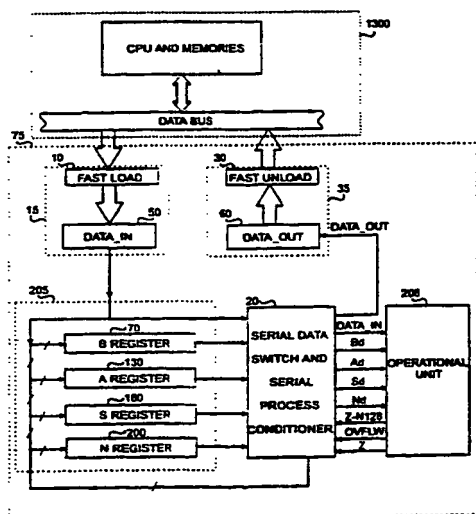 1300
CPU AND MEMORIES
DATA BUS
75
10
FAST LOAD
30
FAST UNLOAD
15
50
DATA_IN
60
DATA_OUT
35
DATA_OUT
205
70
B REGISTER
130
A REGISTER
180
S REGISTER
200
N REGISTER
20
SERIAL DATA
SWITCH AND
SERIAL
PROCESS
CONDITIONER
DATA_IN
Bd
Ad
Sd
Nd
Z-N128
OVFLW
Z
206
OPERATIONAL
UNIT